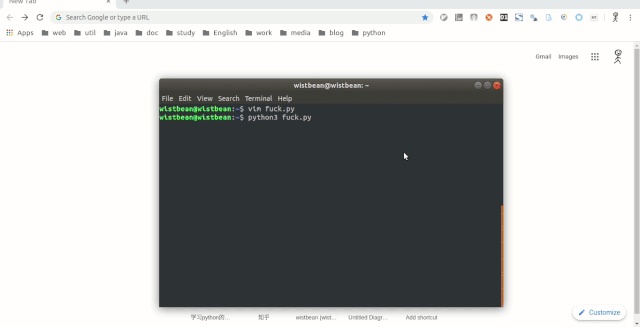 New Tab
Search Google or type a URL
Apps web util java doc study English work media blog python
Gmail Images
wistbean@wistbean: ~
File Edit View Search Terminal Help
wistbean@wistbean:~$ vim fuck.py
wistbean@wistbean:~$ python3 fuck.py
学习python的... 知乎 wistbean (wist... Untitled Diagr... Add shortcut
Customize